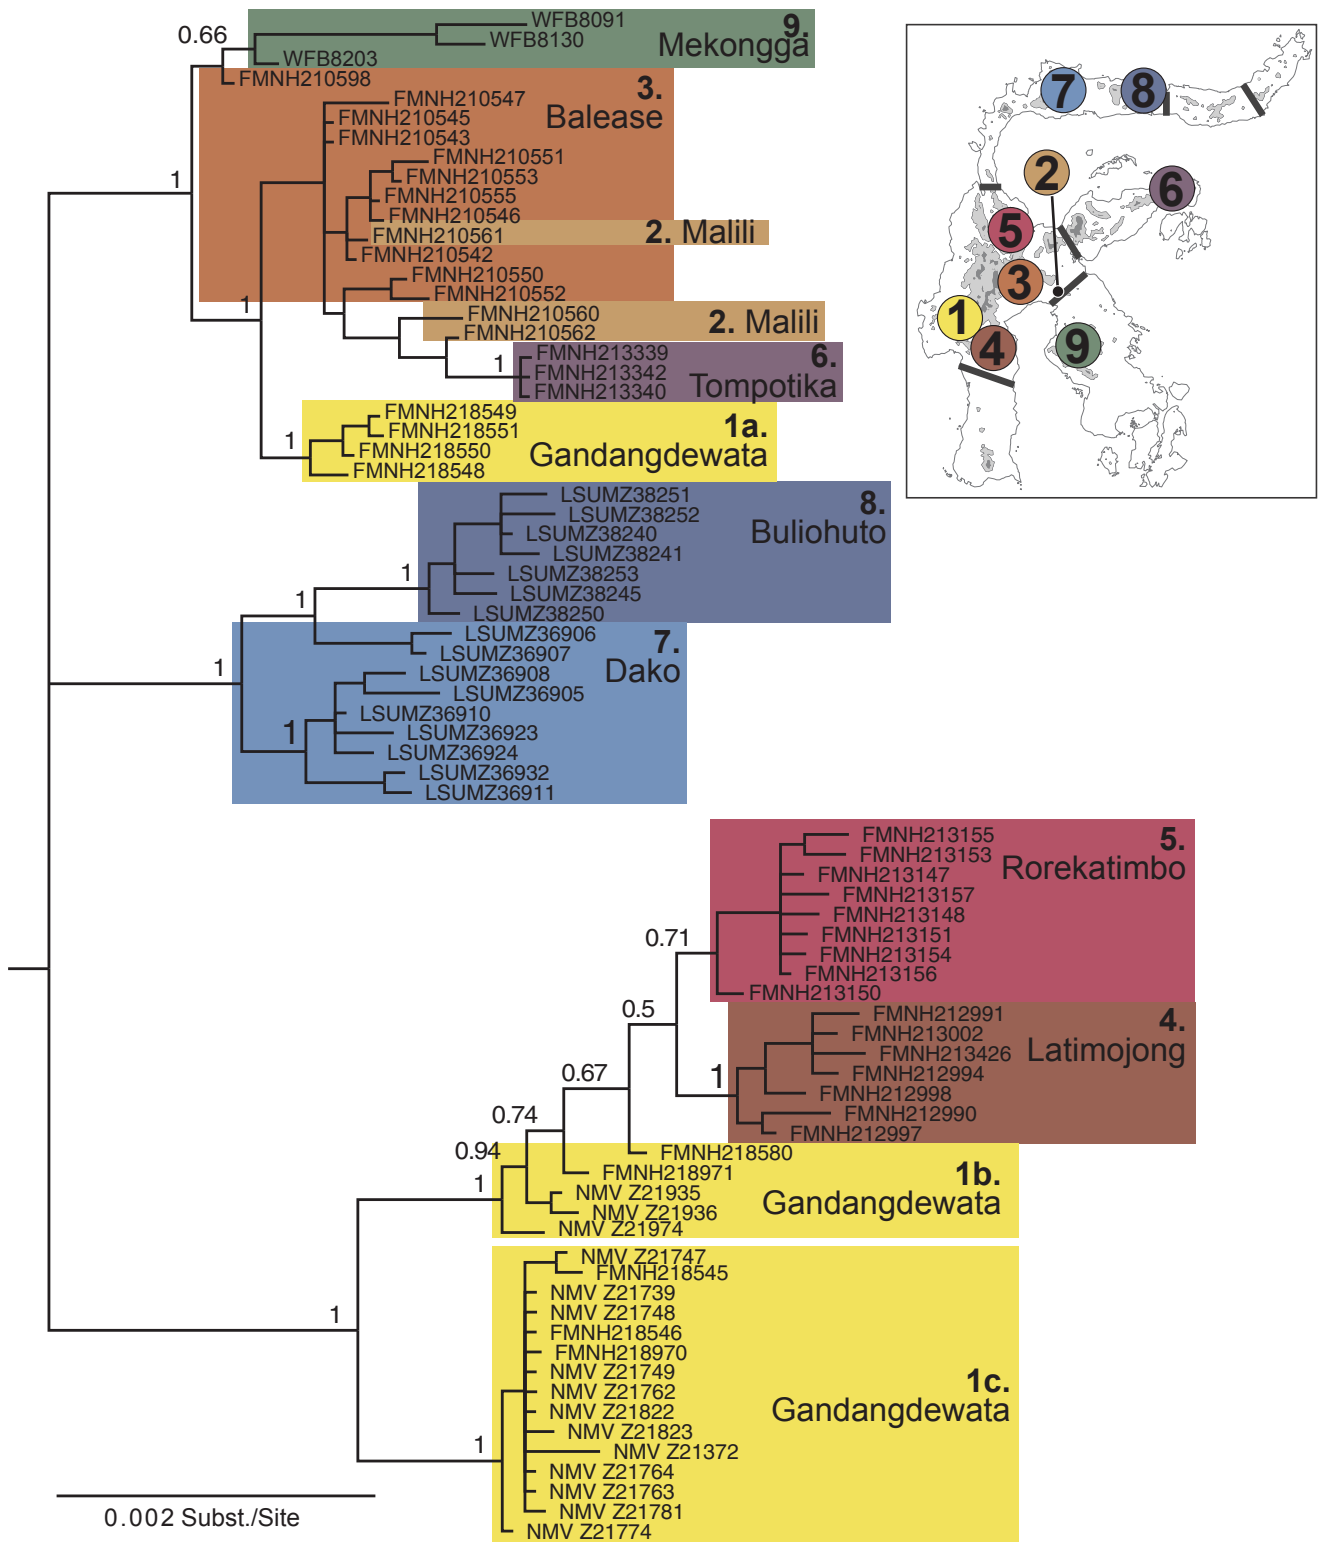 WFB8091
9.
0.66
WFB8130
Mekongga
WFB8203
FMNH210598
3.
FMNH210547
Balease
FMNH210545
FMNH210543
FMNH210551
FMNH210553
1
FMNH210555
FMNH210546
FMNH210561
2. Malili
FMNH210542
FMNH210550
FMNH210552
1
FMNH210560
2. Malili
FMNH210562
FMNH213339
6.
1
FMNH213342
Tompotika
FMNH213340
FMNH218549
1a.
FMNH218551
1
FMNH218550
Gandangdewata
FMNH218548
LSUMZ38251
8.
LSUMZ38252
Buliohuto
LSUMZ38240
LSUMZ38241
1
LSUMZ38253
LSUMZ38245
1
LSUMZ38250
LSUMZ36906
7.
LSUMZ36907
Dako
1
LSUMZ36908
LSUMZ36905
LSUMZ36910
LSUMZ36923
1
LSUMZ36924
LSUMZ36932
LSUMZ36911
FMNH213155
5.
FMNH213153
Rorekatimbo
FMNH213147
FMNH213157
FMNH213148
FMNH213151
0.71
FMNH213154
FMNH213156
FMNH213150
0.5
FMNH212991
4.
FMNH213002
Latimojong
FMNH213426
FMNH212994
0.67
1
FMNH212998
FMNH212990
0.74
FMNH212997
0.94
FMNH218580
1b.
FMNH218971
Gandangdewata
1
NMV Z21935
NMV Z21936
NMV Z21974
NMV Z21747
FMNH218545
NMV Z21739
1
NMV Z21748
FMNH218546
FMNH218970
NMV Z21749
1c.
NMV Z21762
Gandangdewata
NMV Z21822
NMV Z21823
1
NMV Z21372
NMV Z21764
NMV Z21763
NMV Z21781
NMV Z21774
0.002 Subst./Site
7
8
2
6
5
3
1
4
9